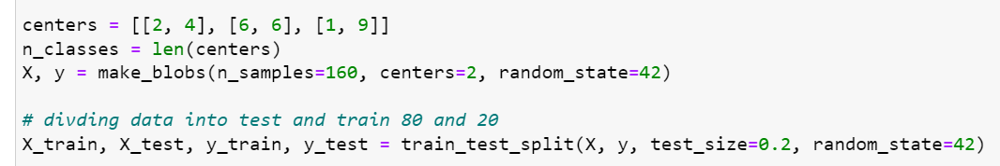 centers = [[2, 4], [6, 6], [1, 9]]
n_classes = len(centers)
X, y = make_blobs(n_samples=160, centers=2, random_state=42)
# divding data into test and train 80 and 20
X_train, X_test, y_train, y_test = train_test_split(X, y, test_size=0.2, random_state=42)